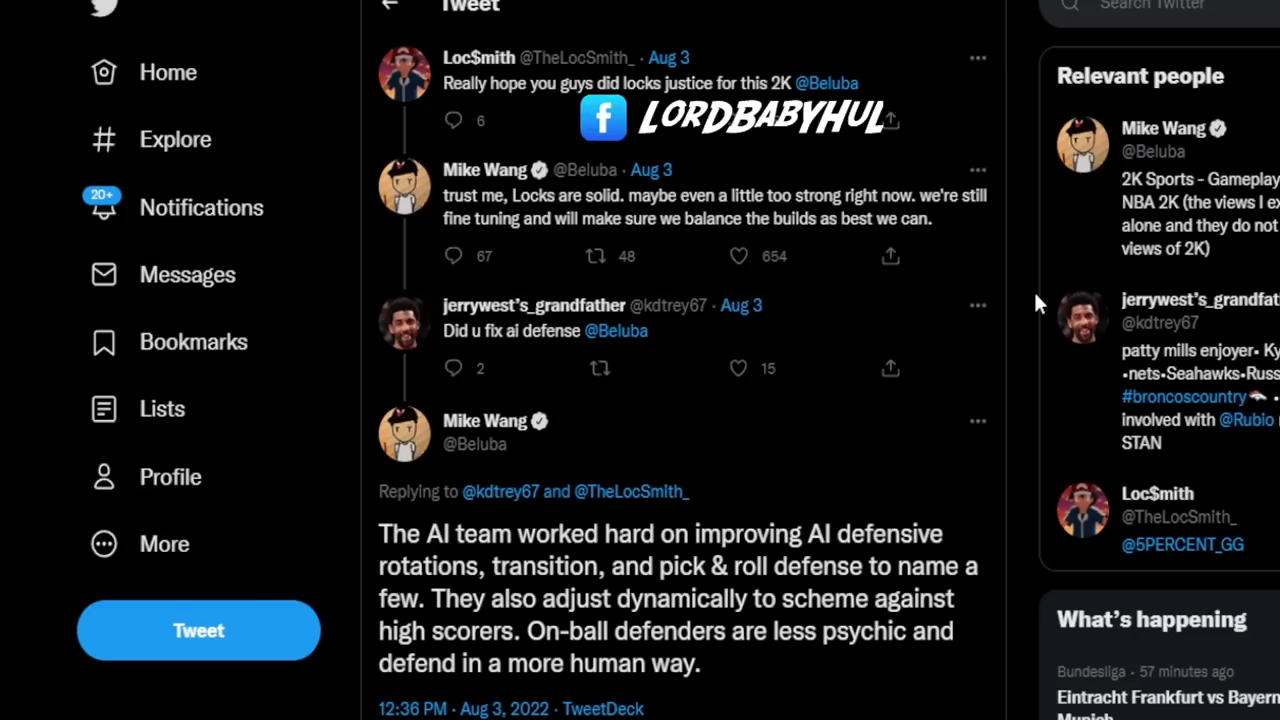 Tweet
Search Twitter
Home
Explore
20+
Notifications
Messages
Bookmarks
Lists
Profile
More
Tweet
Loc$mith @TheLocSmith_ · Aug 3
Really hope you guys did locks justice for this 2K @Beluba
6
LORDBABYHUL
Mike Wang @Beluba · Aug 3
trust me, Locks are solid. maybe even a little too strong right now. we're still
fine tuning and will make sure we balance the builds as best we can.
67 48 654
jerrywest's_grandfather @kdtrey67 · Aug 3
Did u fix ai defense @Beluba
2 15
Mike Wang
@Beluba
Replying to @kdtrey67 and @TheLocSmith_
The AI team worked hard on improving AI defensive
rotations, transition, and pick & roll defense to name a
few. They also adjust dynamically to scheme against
high scorers. On-ball defenders are less psychic and
defend in a more human way.
12:36 PM · Aug 3, 2022 · TweetDeck
Relevant people
Mike Wang
@Beluba
2K Sports - Gameplay
NBA 2K (the views I ex
alone and they do not
views of 2K)
jerrywest's_grandfat
@kdtrey67
patty mills enjoyer• Ky
•nets•Seahawks•Russ
#broncoscountry •
involved with @Rubio
STAN
Loc$mith
@TheLocSmith_
@5PERCENT_GG
What's happening
Bundesliga · 57 minutes ago
Eintracht Frankfurt vs Bayern
Munich